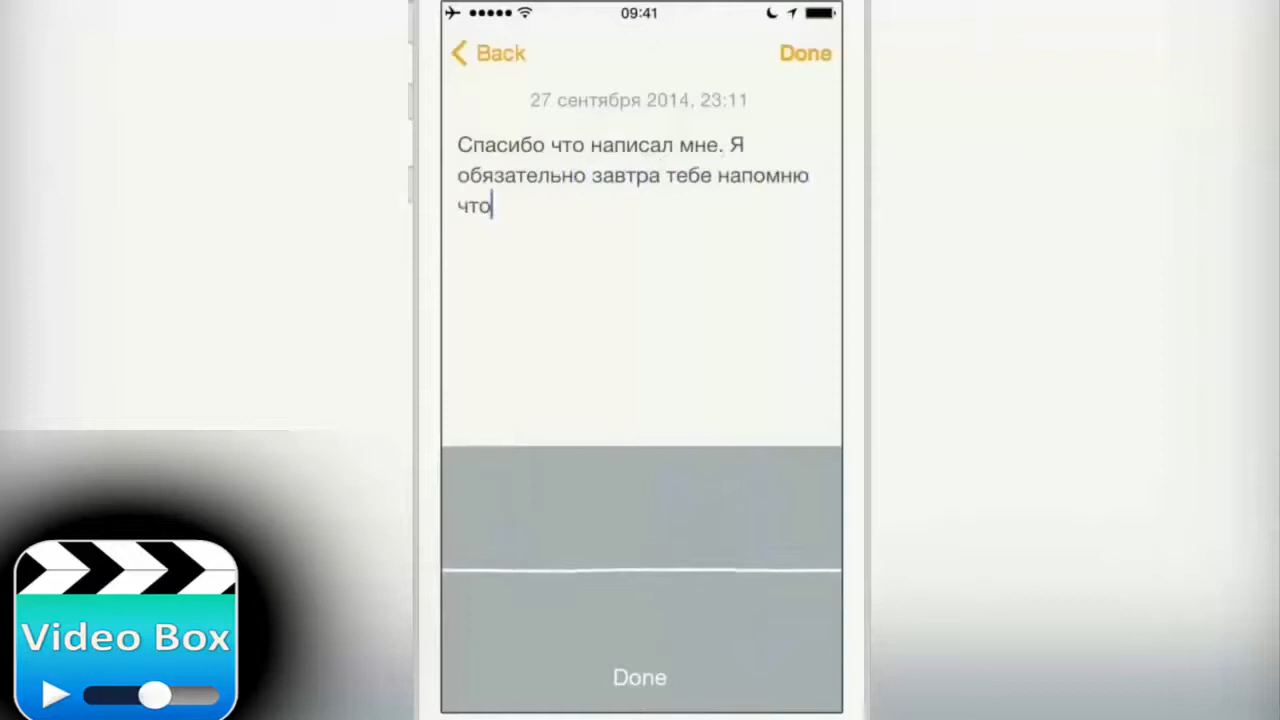 09:41
Back
Done
27 сентября 2014, 23:11
Спасибо что написал мне. Я
обязательно завтра тебе напомню
что
Done
Video Box